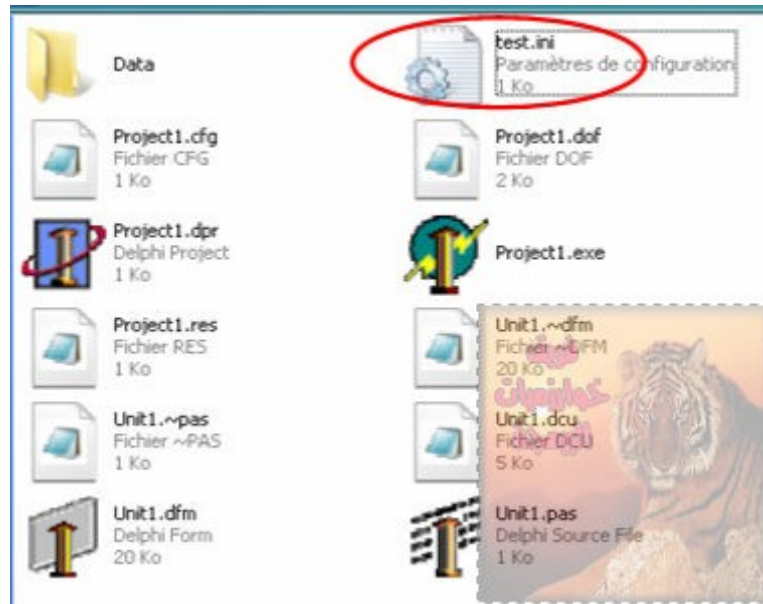 Data
test.ini
Paramètres de configuration
1 Ko
Project1.cfg
Fichier CFG
1 Ko
Project1.dof
Fichier DOF
2 Ko
Project1.dpr
Delphi Project
1 Ko
Project1.exe
Project1.res
Fichier RES
1 Ko
Unit1.~dfm
Fichier ~DFM
20 Ko
Unit1.~pas
Fichier ~PAS
1 Ko
Unit1.dcu
Fichier DCU
5 Ko
Unit1.dfm
Delphi Form
20 Ko
Unit1.pas
Delphi Source File
1 Ko